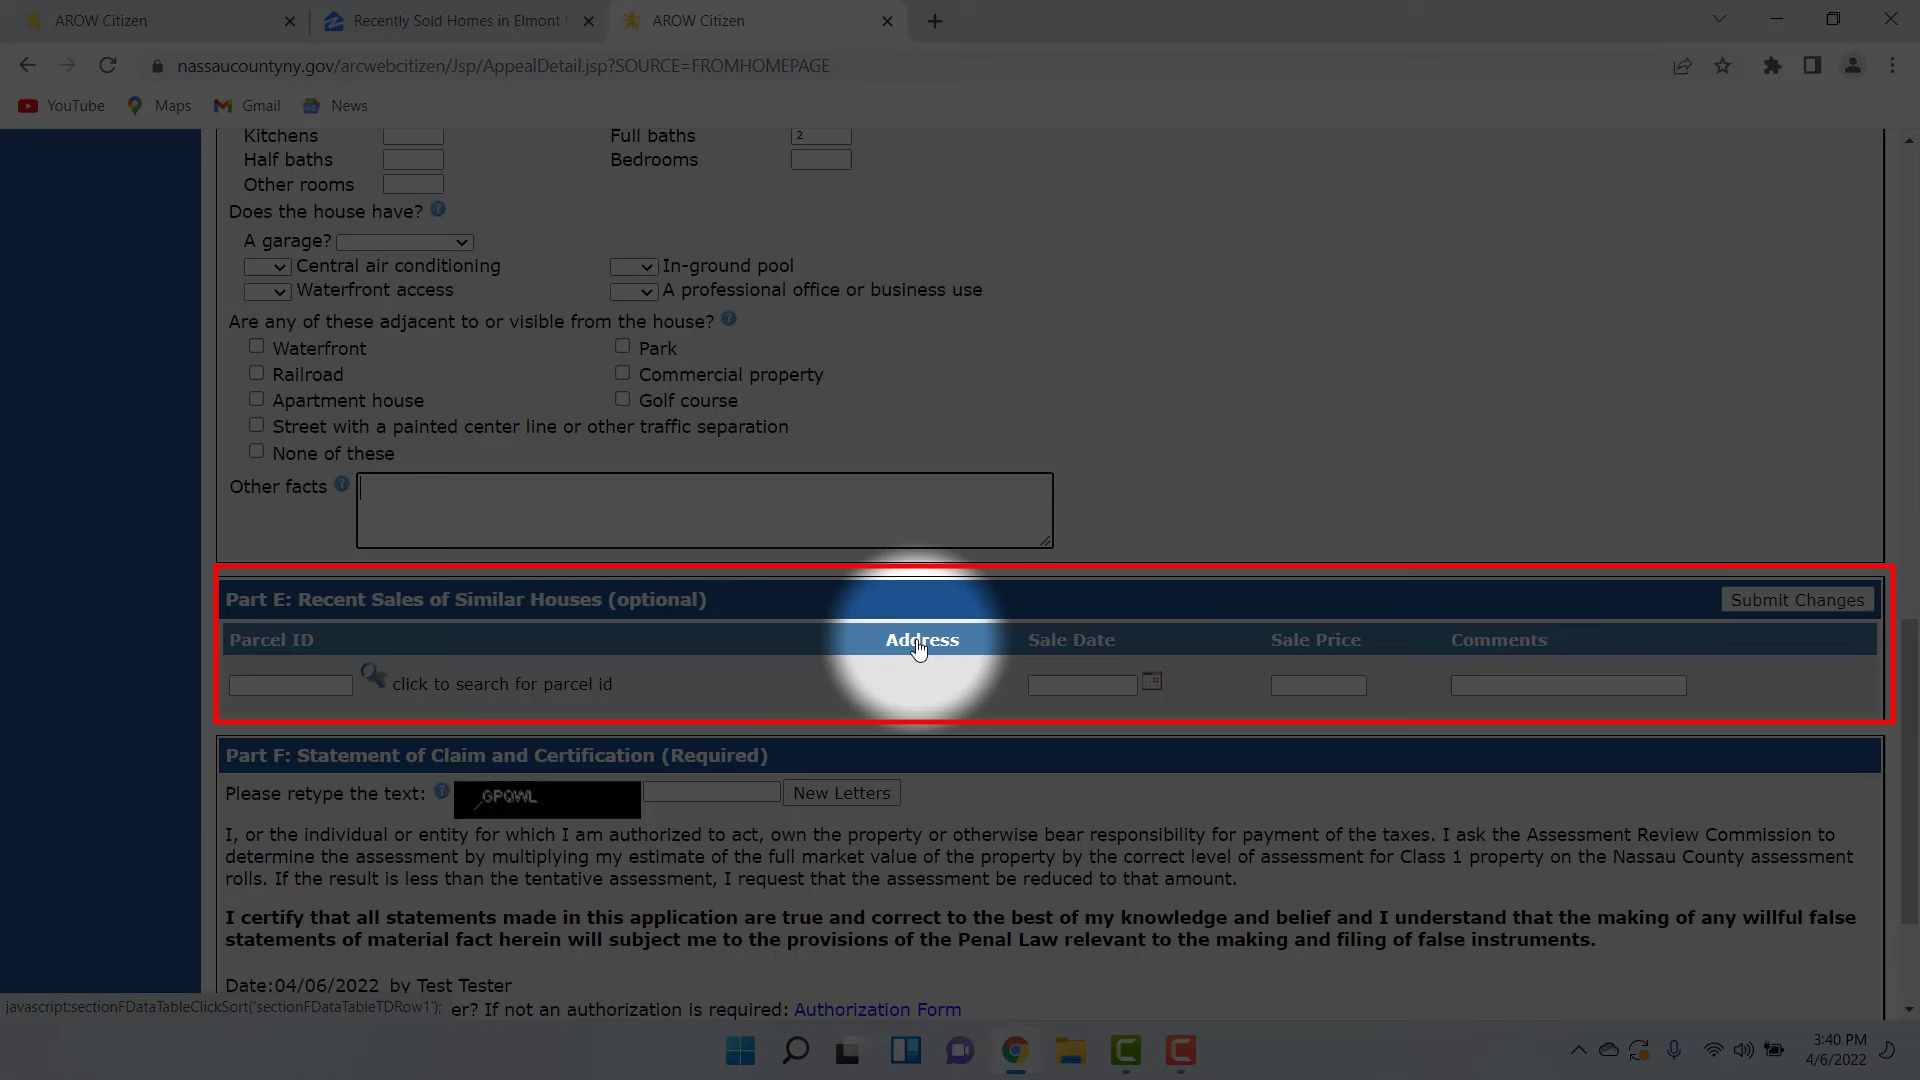 AROW Citizen
Recently Sold Homes in Elmont
AROW Citizen
nassaucountyny.gov/arcwebcitizen/Jsp/AppealDetail.jsp?SOURCE=FROMHOMEPAGE
YouTube Maps Gmail News
Kitchens Full baths 2
Half baths Bedrooms
Other rooms
Does the house have? ?
A garage?
Central air conditioning In-ground pool
Waterfront access A professional office or business use
Are any of these adjacent to or visible from the house? ?
Waterfront Park
Railroad Commercial property
Apartment house Golf course
Street with a painted center line or other traffic separation
None of these
Other facts ?
Part E: Recent Sales of Similar Houses (optional) Submit Changes
Parcel ID Address Sale Date Sale Price Comments
click to search for parcel id
Part F: Statement of Claim and Certification (Required)
Please retype the text: ? GPQWL New Letters
I, or the individual or entity for which I am authorized to act, own the property or otherwise bear responsibility for payment of the taxes. I ask the Assessment Review Commission to
determine the assessment by multiplying my estimate of the full market value of the property by the correct level of assessment for Class 1 property on the Nassau County assessment
rolls. If the result is less than the tentative assessment, I request that the assessment be reduced to that amount.
I certify that all statements made in this application are true and correct to the best of my knowledge and belief and I understand that the making of any willful false
statements of material fact herein will subject me to the provisions of the Penal Law relevant to the making and filing of false instruments.
Date:04/06/2022 by Test Tester
javascript:sectionFDataTableClickSort('sectionFDataTableTDRow1'); er? If not an authorization is required: Authorization Form
3:40 PM
4/6/2022